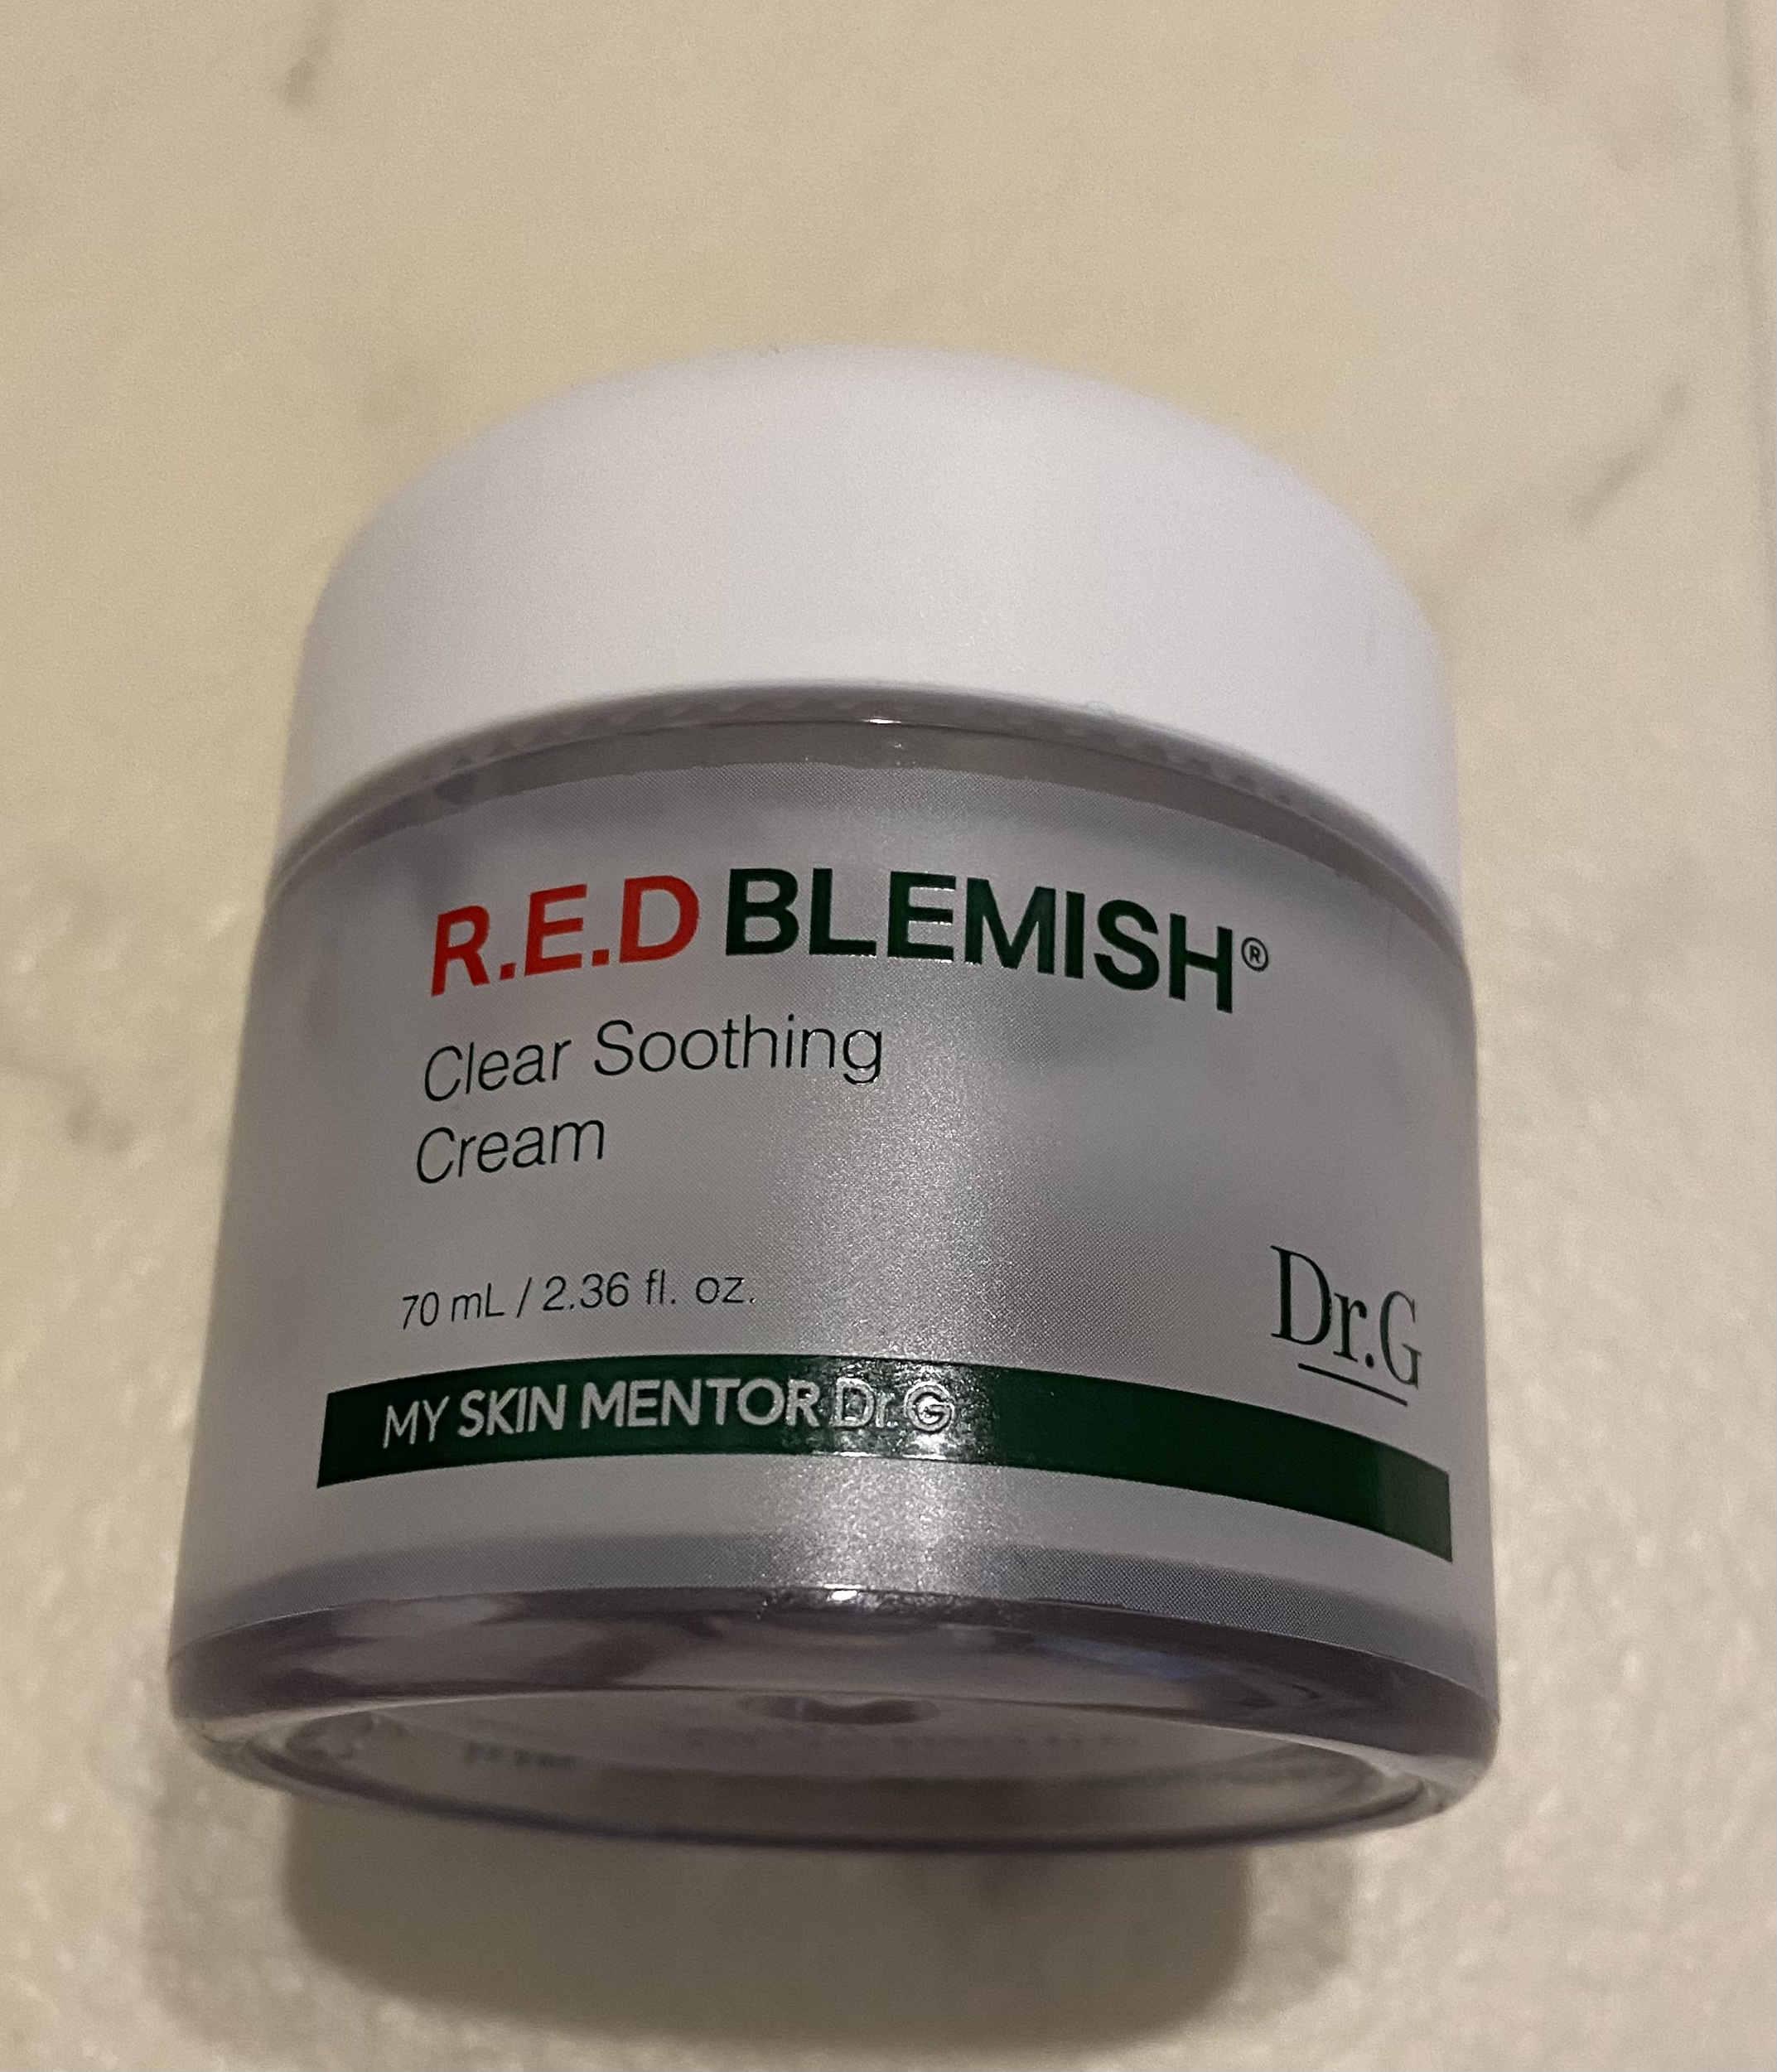 R.E.D BLEMISH®
Clear Soothing
Cream
70 mL / 2.36 fl. oz.
Dr.G
MY SKIN MENTOR Dr.G